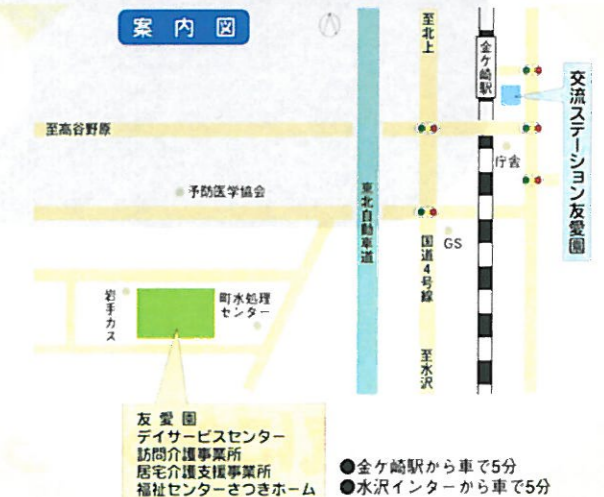 案内図
至北上
金ケ崎駅
交流ステーション友愛園
至高谷野原
庁舎
予防医学協会
東北自動車道
国道4号線
GS
岩手ガス
町水処理
センター
至水沢
友愛園
デイサービスセンター
訪問介護事業所
居宅介護支援事業所
福祉センターさつきホーム
●金ケ崎駅から車で5分
●水沢インターから車で5分